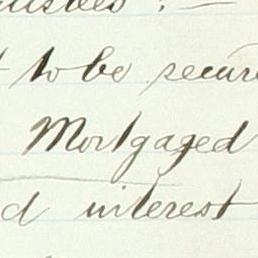 to be secure
Mortgaged
d interest